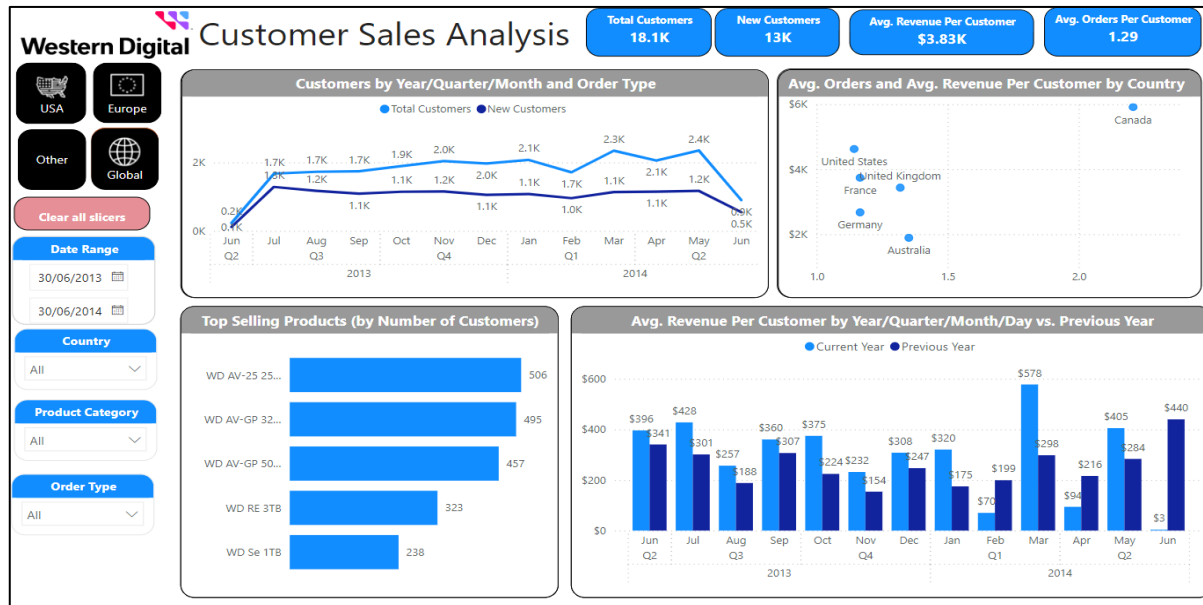 Western Digital
Customer Sales Analysis
Total Customers
18.1K
New Customers
13K
Avg. Revenue Per Customer
$3.83K
Avg. Orders Per Customer
1.29
USA
Europe
Other
Global
Clear all slicers
Date Range
30/06/2013
30/06/2014
Country
All
Product Category
All
Order Type
All
Customers by Year/Quarter/Month and Order Type
Total Customers New Customers
2K
0K
0.2K 1.7K 1.7K 1.7K 1.9K 2.0K 2.0K 2.1K 1.7K 2.3K 2.1K 2.4K 0.9K
0.1K 1.3K 1.2K 1.1K 1.1K 1.2K 1.1K 1.1K 1.0K 1.1K 1.1K 1.2K 0.5K
Jun Jul Aug Sep Oct Nov Dec Jan Feb Mar Apr May Jun
Q2 Q3 Q4 Q1 Q2
2013 2014
Avg. Orders and Avg. Revenue Per Customer by Country
$6K
$4K
$2K
Canada
United States
United Kingdom
France
Germany
Australia
1.0 1.5 2.0
Top Selling Products (by Number of Customers)
WD AV-25 25... 506
WD AV-GP 32... 495
WD AV-GP 50... 457
WD RE 3TB 323
WD Se 1TB 238
Avg. Revenue Per Customer by Year/Quarter/Month/Day vs. Previous Year
Current Year Previous Year
$600
$400
$200
$0
$396 $428 $257 $360 $375 $232 $308 $320 $70 $578 $94 $405 $3
$341 $301 $188 $307 $224 $154 $247 $175 $199 $298 $216 $284 $440
Jun Jul Aug Sep Oct Nov Dec Jan Feb Mar Apr May Jun
Q2 Q3 Q4 Q1 Q2
2013 2014